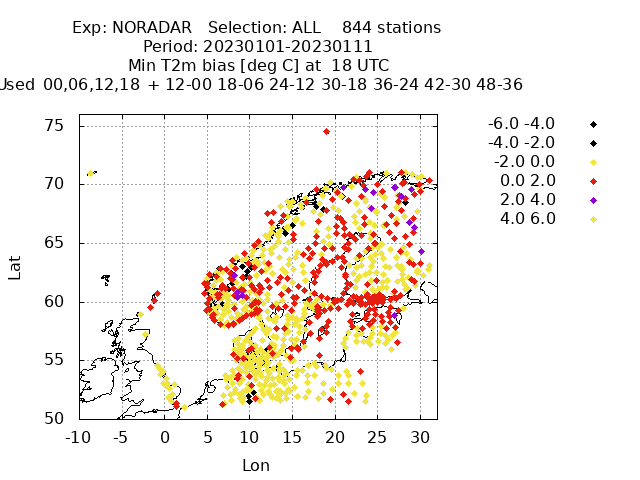 Exp: NORADAR   Selection: ALL    844 stations
Period: 20230101-20230111
Min T2m bias [deg C] at  18 UTC
Used 00,06,12,18 + 12-00 18-06 24-12 30-18 36-24 42-30 48-36
-6.0 -4.0
-4.0 -2.0
-2.0 0.0
0.0 2.0
2.0 4.0
4.0 6.0
75
70
65
60
55
50
Lat
-10 -5 0 5 10 15 20 25 30
Lon